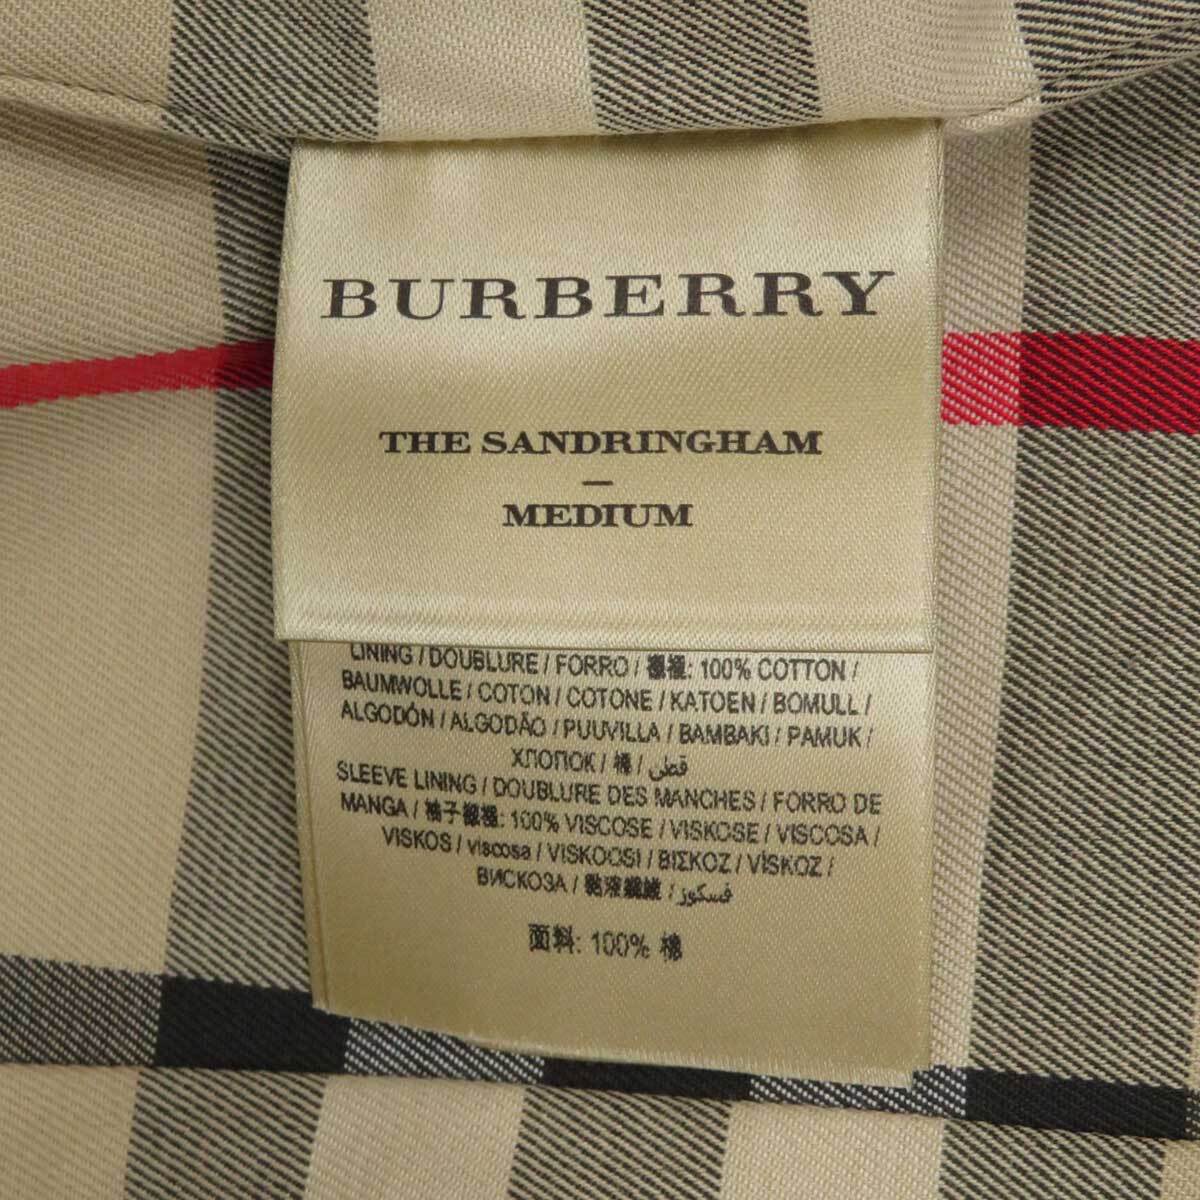 BURBERRY
THE SANDRINGHAM
—
MEDIUM
LINING / DOUBLURE / FORRO / 襯裡: 100% COTTON /
BAUMWOLLE / COTON / COTONE / KATOEN / BOMULL /
ALGODÓN / ALGODÃO / PUUVILLA / BAMBAKI / PAMUK /
ХЛОПОК / 棉 / قطن
SLEEVE LINING / DOUBLURE DES MANCHES / FORRO DE
MANGA / 袖子襯裡: 100% VISCOSE / VISKOSE / VISCOSA /
VISKOS / viscosa / VISKOOSI / ΒΙΣΚΟΖ / VİSKOZ /
ВИСКОЗА / 黏液纖維 / فسكوز
面料: 100% 棉